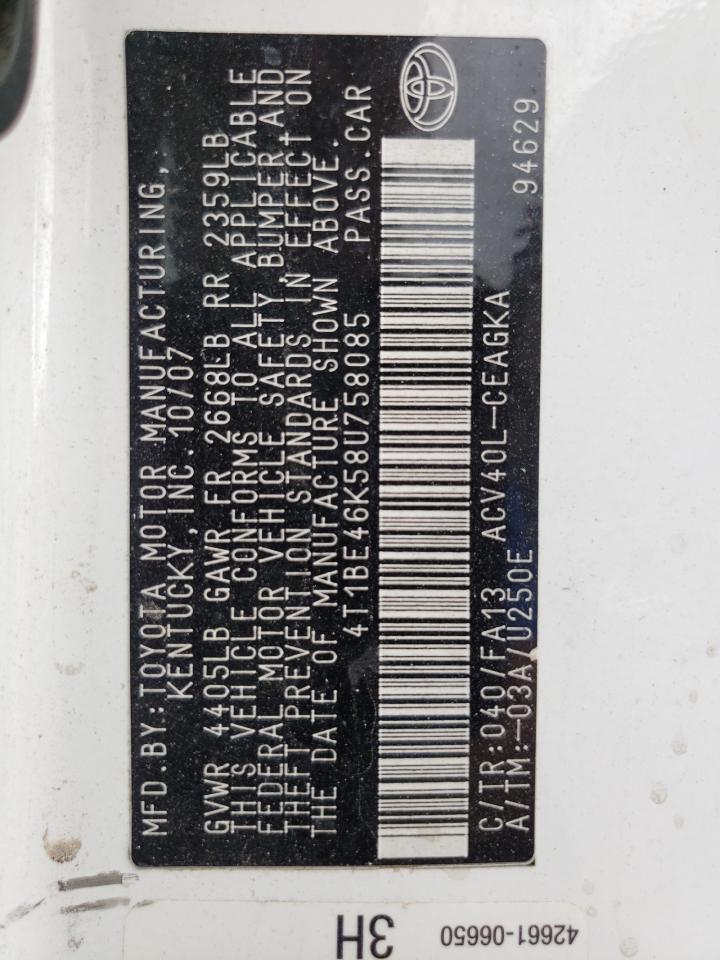 MFD.BY:TOYOTA MOTOR MANUFACTURING,
KENTUCKY, INC. 10/07
GVWR 4405LB GAWR FR 2668LB RR 2359LB
THIS VEHICLE CONFORMS TO ALL APPLICABLE
FEDERAL MOTOR VEHICLE SAFETY, BUMPER, AND
THEFT PREVENTION STANDARDS IN EFFECT ON
THE DATE OF MANUFACTURE SHOWN ABOVE.
4T1BE46K58U758085 PASS.CAR
C/TR:040/FA13 ACV40L-CEAGKA 94629
A/TM:-03A/U250E
42661-06650
3H